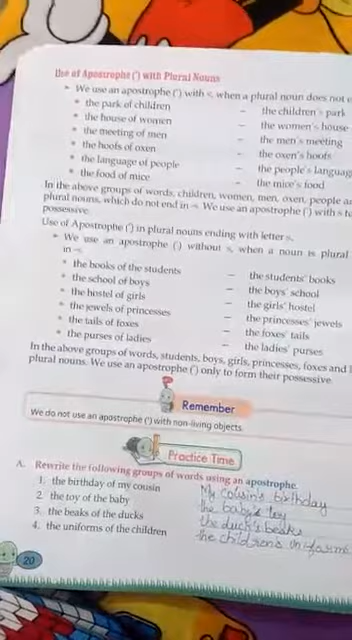 Use of Apostrophe (') with Plural Nouns
We use an apostrophe (') with s, when a plural noun does not
• the park of children – the children's park
• the house of women – the women's house
• the meeting of men – the men's meeting
• the hoofs of oxen – the oxen's hoofs
• the language of people – the people's languag
• the food of mice – the mice's food
In the above groups of words, children, women, men, oxen, people a
plural nouns, which do not end in -s. We use an apostrophe (') with s to
possessive.
Use of Apostrophe (') in plural nouns ending with letter s.
We use an apostrophe (') without s, when a noun is plural
in -s.
• the books of the students – the students' books
• the school of boys – the boys' school
• the hostel of girls – the girls' hostel
• the jewels of princesses – the princesses' jewels
• the tails of foxes – the foxes' tails
• the purses of ladies – the ladies' purses
In the above groups of words, students, boys, girls, princesses, foxes and l
plural nouns. We use an apostrophe (') only to form their possessive.
Remember
We do not use an apostrophe (') with non-living objects.
Practice Time
A. Rewrite the following groups of words using an apostrophe.
1. the birthday of my cousin My cousin's birthday
2. the toy of the baby the baby's toy
3. the beaks of the ducks the duck's beaks
4. the uniforms of the children the children's uniforms
20